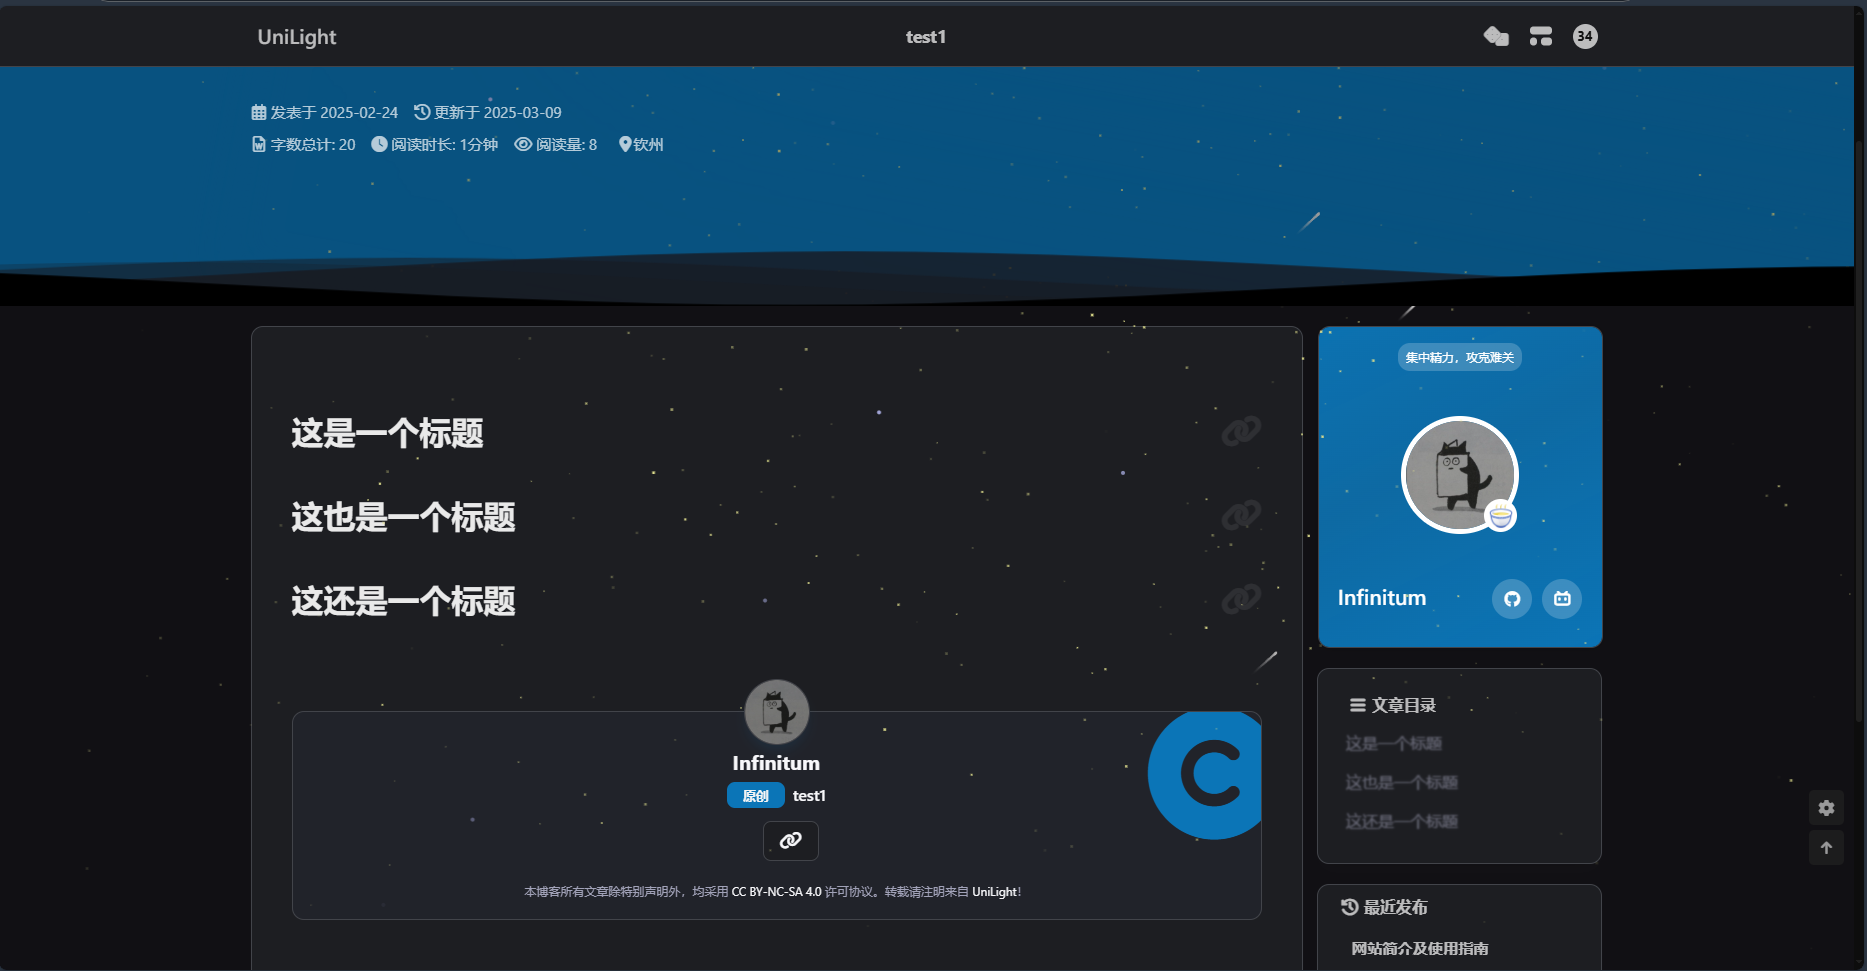 UniLight
test1
34
发表于 2025-02-24 更新于 2025-03-09
字数总计: 20 阅读时长: 1分钟 阅读量: 8 钦州
这是一个标题
这也是一个标题
这还是一个标题
Infinitum
原创 test1
本博客所有文章除特别声明外，均采用 CC BY-NC-SA 4.0 许可协议。转载请注明来自 UniLight！
集中精力，攻克难关
Infinitum
文章目录
这是一个标题
这也是一个标题
这还是一个标题
最近发布
网站简介及使用指南